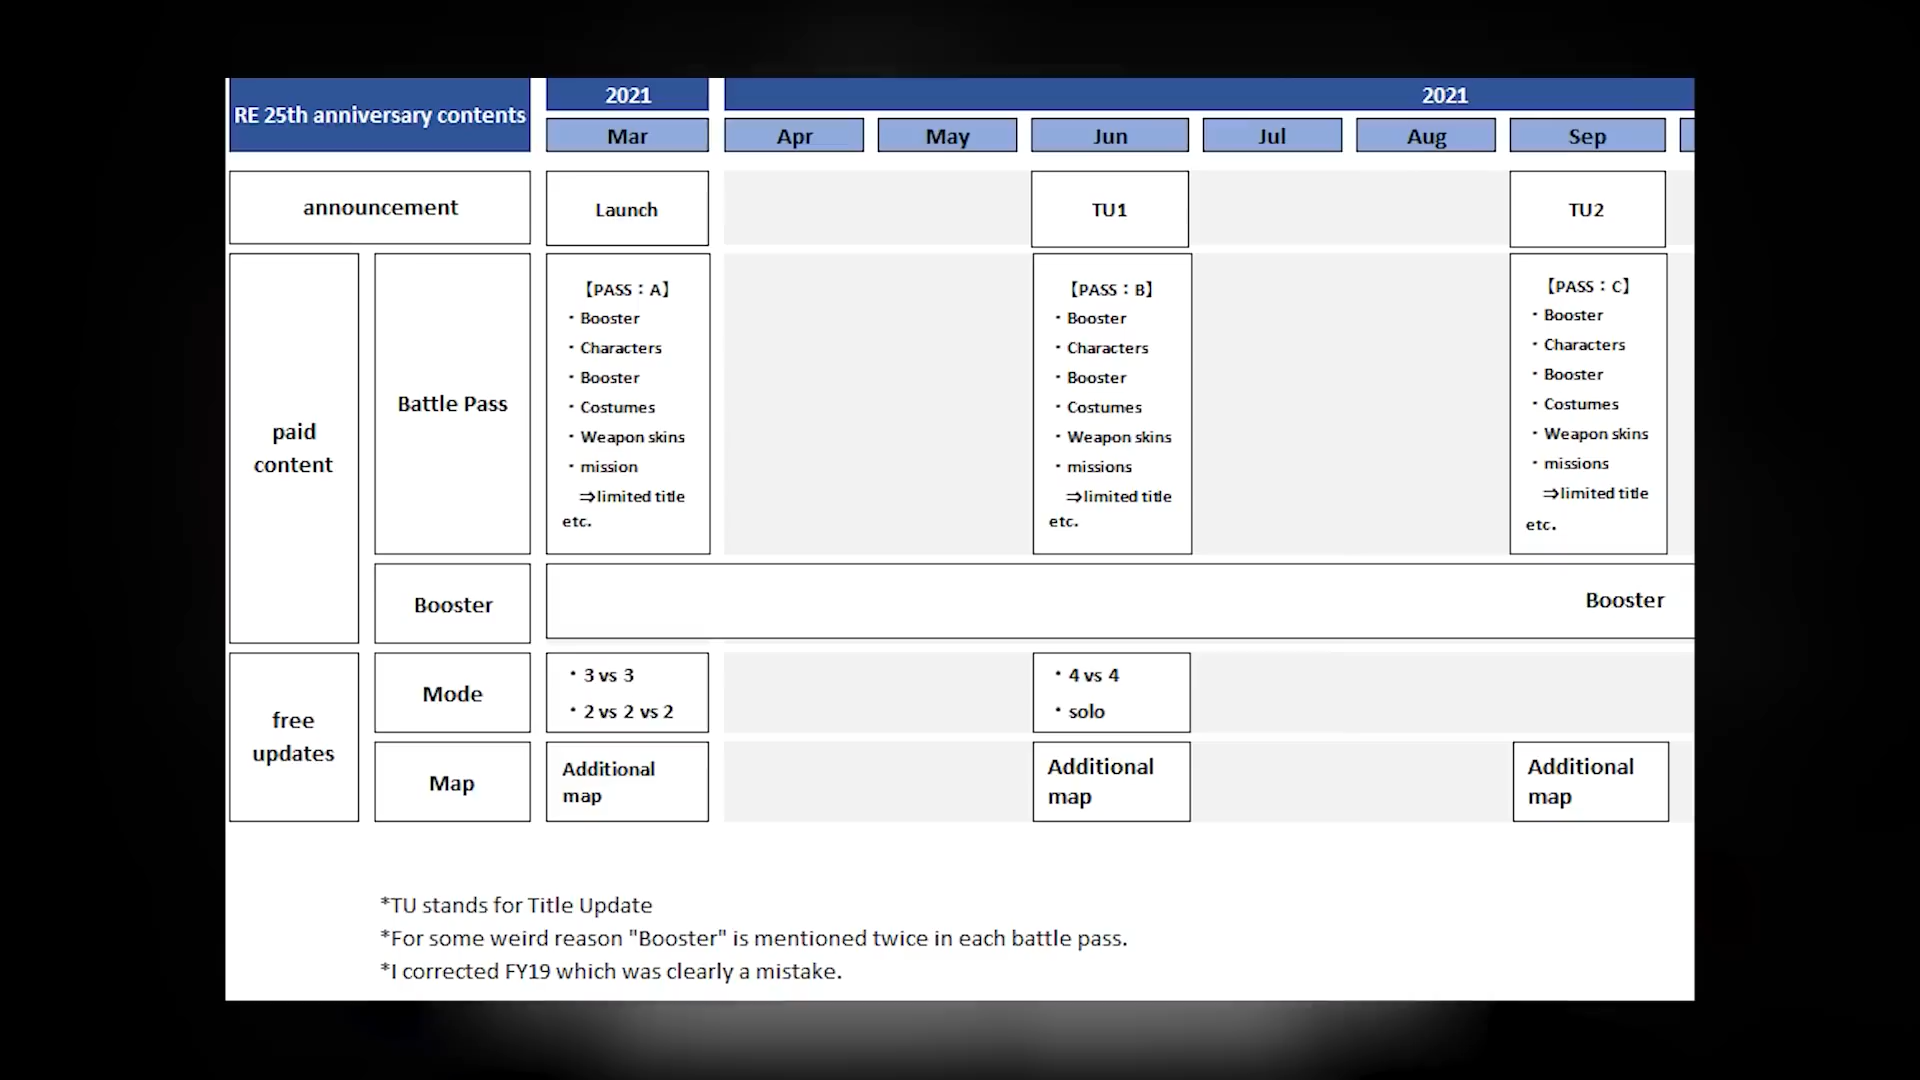 RE 25th anniversary contents
2021
2021
Mar
Apr
May
Jun
Jul
Aug
Sep
announcement
Launch
TU1
TU2
paid
content
Battle Pass
【PASS：A】
・Booster
・Characters
・Booster
・Costumes
・Weapon skins
・mission
⇒limited title
etc.
【PASS：B】
・Booster
・Characters
・Booster
・Costumes
・Weapon skins
・missions
⇒limited title
etc.
【PASS：C】
・Booster
・Characters
・Booster
・Costumes
・Weapon skins
・missions
⇒limited title
etc.
Booster
Booster
free
updates
Mode
・3 vs 3
・2 vs 2 vs 2
・4 vs 4
・solo
Map
Additional
map
Additional
map
Additional
map
*TU stands for Title Update
*For some weird reason "Booster" is mentioned twice in each battle pass.
*I corrected FY19 which was clearly a mistake.